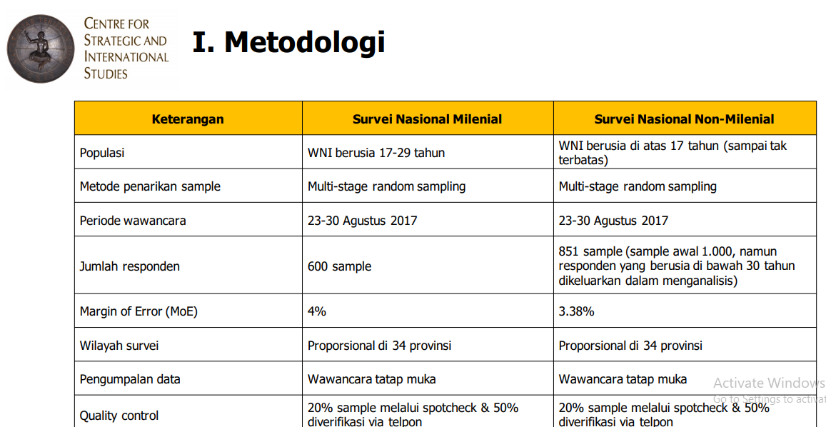 CENTRE FOR
STRATEGIC AND
INTERNATIONAL
STUDIES
I. Metodologi
Keterangan Survei Nasional Milenial Survei Nasional Non-Milenial
Populasi WNI berusia 17-29 tahun WNI berusia di atas 17 tahun (sampai tak
terbatas)
Metode penarikan sample Multi-stage random sampling Multi-stage random sampling
Periode wawancara 23-30 Agustus 2017 23-30 Agustus 2017
Jumlah responden 600 sample 851 sample (sample awal 1.000, namun
responden yang berusia di bawah 30 tahun
dikeluarkan dalam menganalisis)
Margin of Error (MoE) 4% 3.38%
Wilayah survei Proporsional di 34 provinsi Proporsional di 34 provinsi
Pengumpalan data Wawancara tatap muka Wawancara tatap muka
Activate Windows
Go to Settings to activat
Quality control 20% sample melalui spotcheck & 50% 20% sample melalui spotcheck & 50%
diverifikasi via telpon diverifikasi via telpon